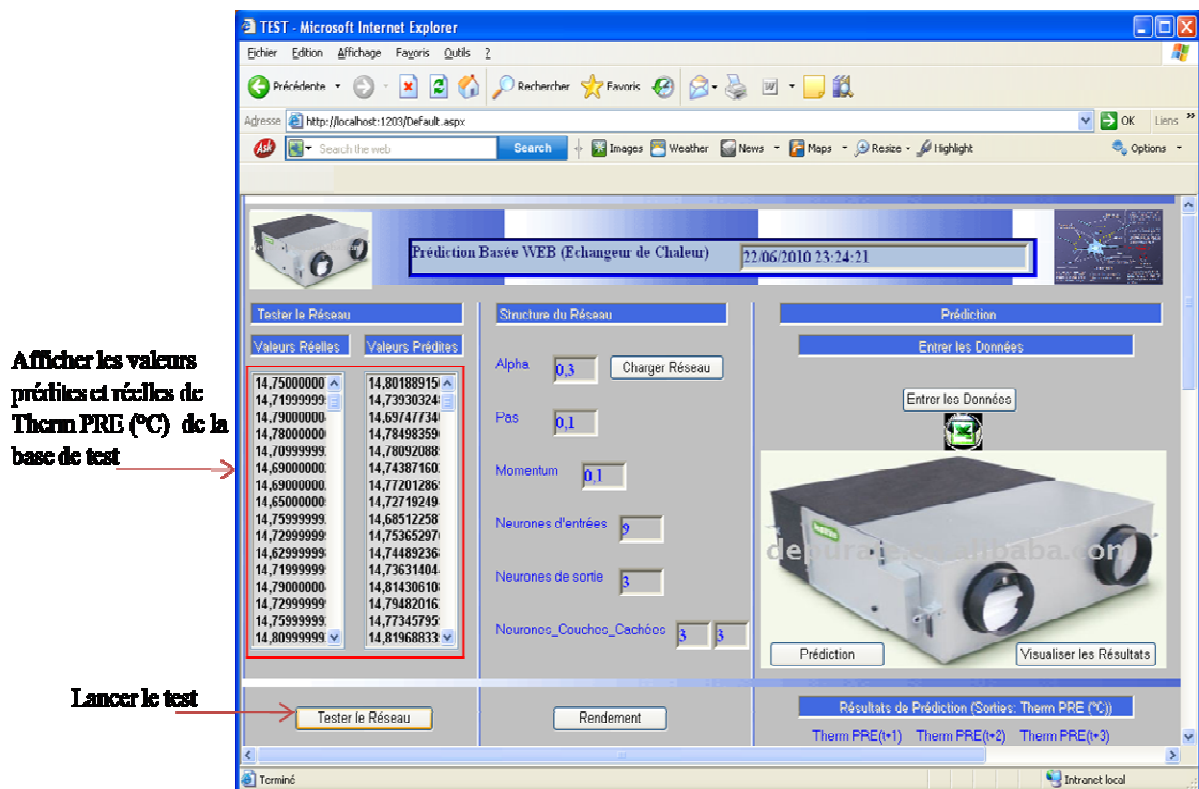 TEST - Microsoft Internet Explorer
Fichier Edition Affichage Favoris Outils ?
Précédente Rechercher Favoris
Adresse http://localhost:1203/Default.aspx OK Liens »
Ask Search the web Search Images Weather News Maps Resize Highlight Options
Prédiction Basée WEB (Echangeur de Chaleur) 22/06/2010 23:24:21
Tester le Réseau
Valeurs Réelles Valeurs Prédites
14,75000000 14,80188915
14,71999999 14,73930324
14,79000000 14,69747734
14,78000000 14,78498359
14,70999999 14,78092088
14,69000000 14,74387160
14,69000000 14,77201286
14,65000000 14,72719249
14,75999999 14,68512258
14,72999999 14,75365297
14,62999999 14,74489236
14,71999999 14,73631404
14,79000000 14,81430610
14,72999999 14,79482016
14,75999999 14,77345795
14,80999999 14,81968833
Tester le Réseau
Structure du Réseau
Alpha 0,3 Charger Réseau
Pas 0,1
Momentum 0,1
Neurones d'entrées 9
Neurones de sortie 3
Neurones_Couches_Cachées 3 3
Rendement
Prédiction
Entrer les Données
Entrer les Données
Prédiction Visualiser les Résultats
Résultats de Prédiction (Sorties: Therm PRE (°C))
Therm PRE(t+1) Therm PRE(t+2) Therm PRE(t+3)
Terminé Intranet local
Afficher les valeurs
prédites et réelles de
Therm PRE (°C) de la
base de test
Lancer le test